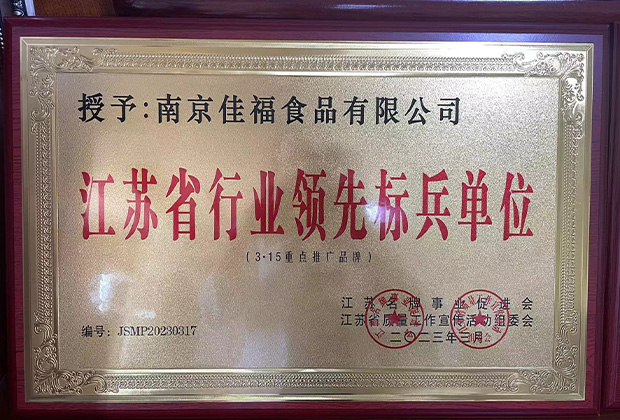 授予:南京佳福食品有限公司
江苏省行业领先标兵单位
(3·15重点推广品牌)
江苏名牌事业促进会
江苏省质量工作宣传活动组委会
编号: JSMP20230317
二〇二三年三月